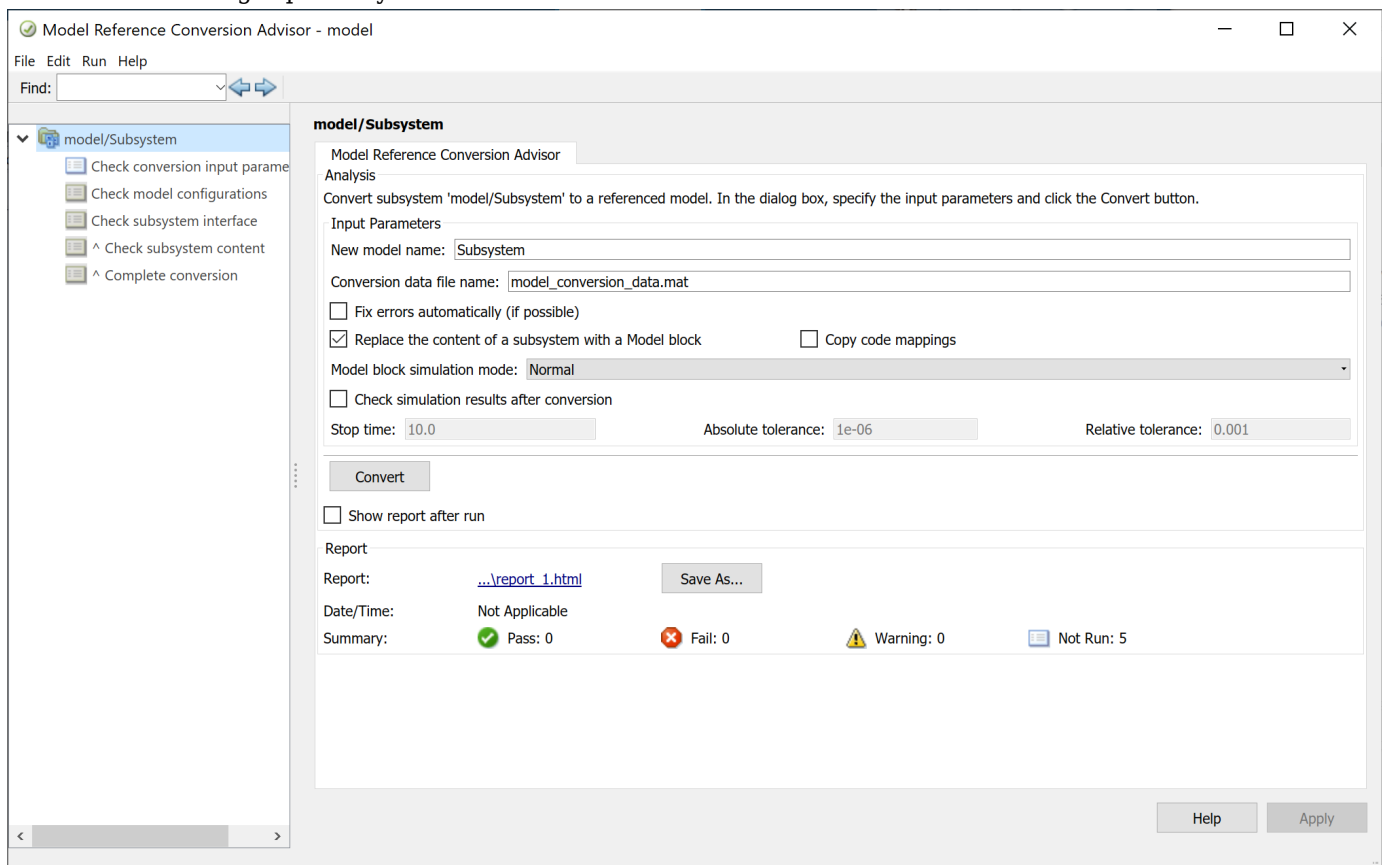 Model Reference Conversion Advisor - model
File Edit Run Help
Find:
model/Subsystem
Check conversion input parame
Check model configurations
Check subsystem interface
^ Check subsystem content
^ Complete conversion
model/Subsystem
Model Reference Conversion Advisor
Analysis
Convert subsystem 'model/Subsystem' to a referenced model. In the dialog box, specify the input parameters and click the Convert button.
Input Parameters
New model name: Subsystem
Conversion data file name: model_conversion_data.mat
Fix errors automatically (if possible)
Replace the content of a subsystem with a Model block Copy code mappings
Model block simulation mode: Normal
Check simulation results after conversion
Stop time: 10.0 Absolute tolerance: 1e-06 Relative tolerance: 0.001
Convert
Show report after run
Report
Report: ...\report_1.html Save As...
Date/Time: Not Applicable
Summary: Pass: 0 Fail: 0 Warning: 0 Not Run: 5
Help Apply